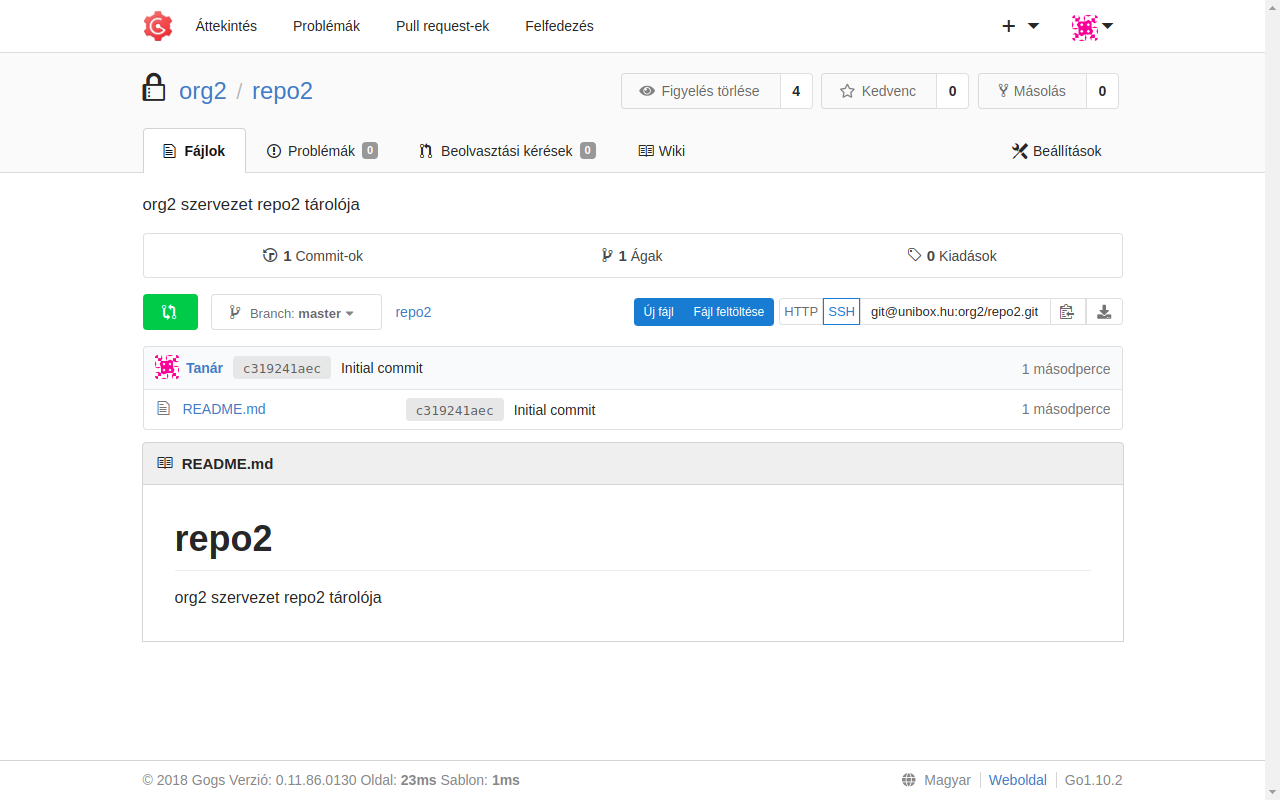 Áttekintés Problémák Pull request-ek Felfedezés
org2 / repo2 Figyelés törlése 4 Kedvenc 0 Másolás 0
Fájlok Problémák 0 Beolvasztási kérések 0 Wiki Beállítások
org2 szervezet repo2 tárolója
1 Commit-ok 1 Ágak 0 Kiadások
Branch: master repo2 Új fájl Fájl feltöltése HTTP SSH git@unibox.hu:org2/repo2.git
Tanár c319241aec Initial commit 1 másodperce
README.md c319241aec Initial commit 1 másodperce
README.md
repo2
org2 szervezet repo2 tárolója
© 2018 Gogs Verzió: 0.11.86.0130 Oldal: 23ms Sablon: 1ms Magyar Weboldal Go1.10.2